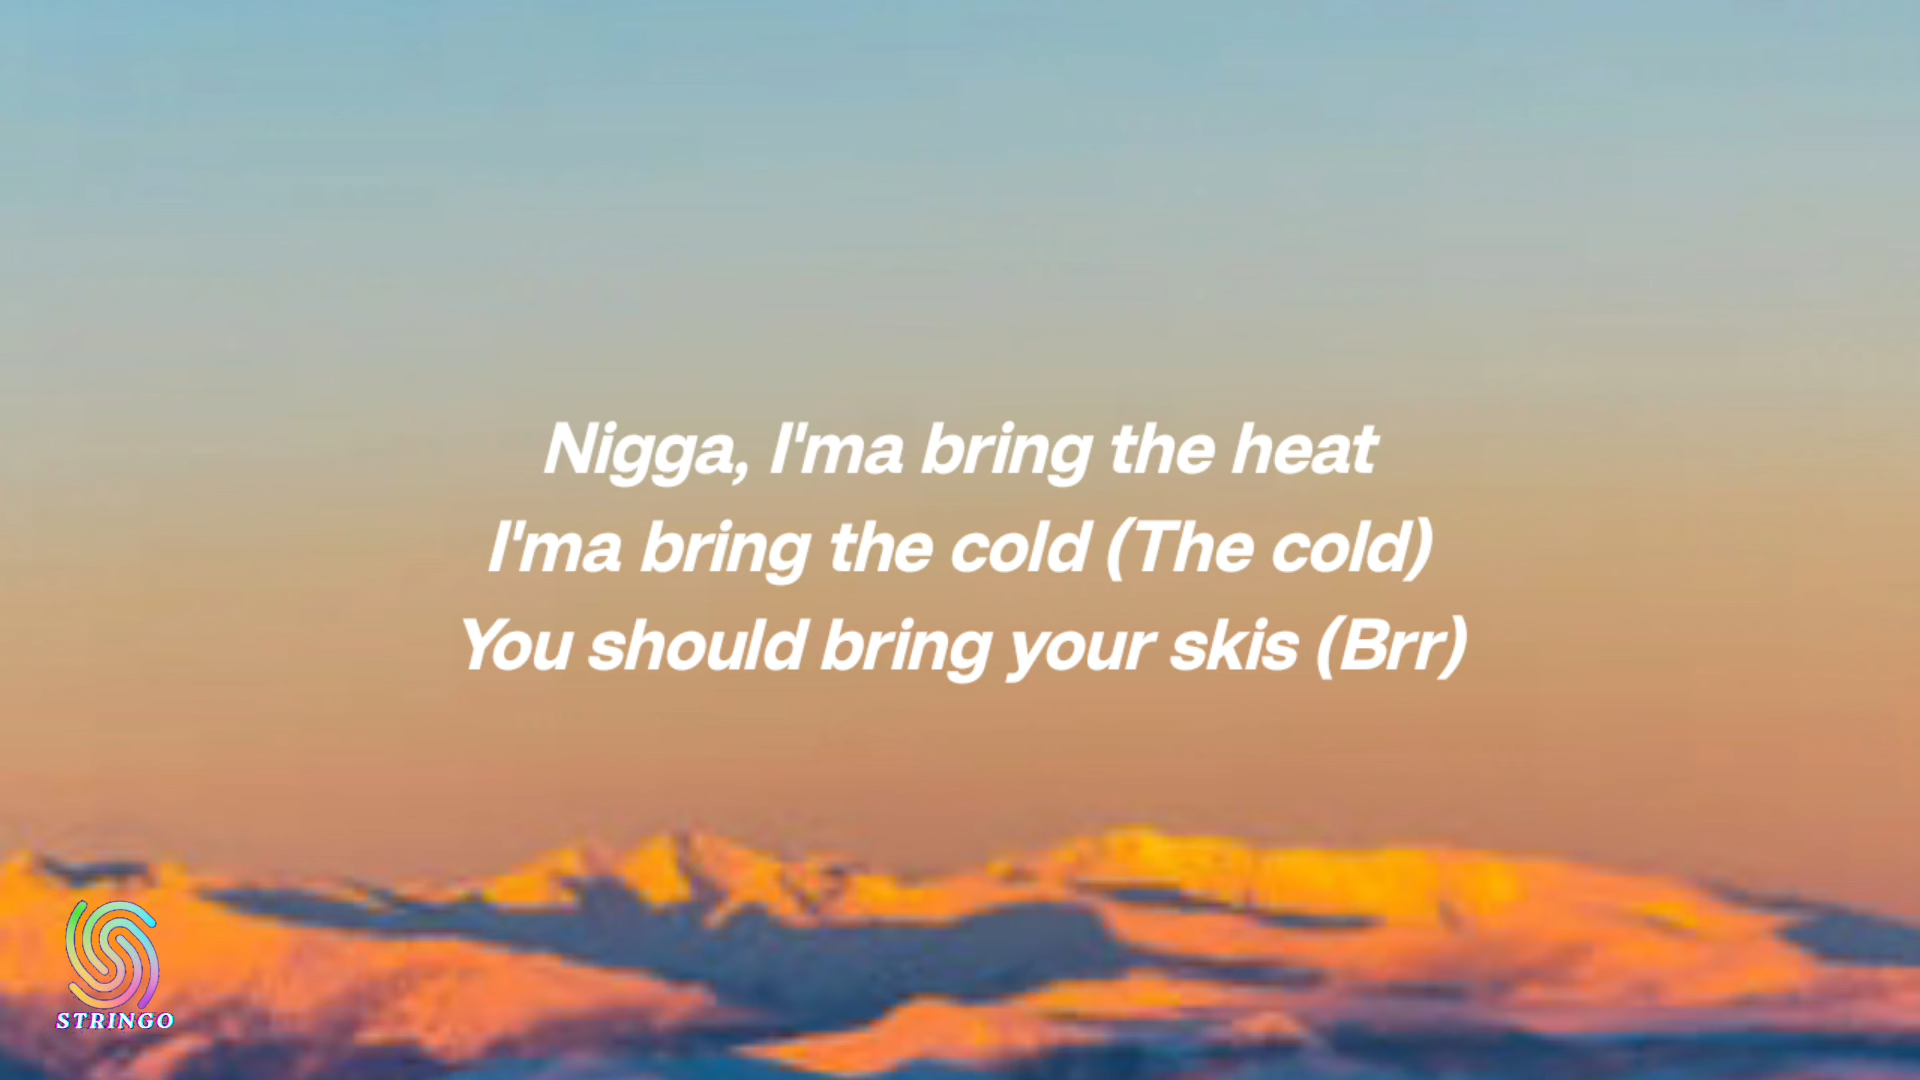 Nigga, I'ma bring the heat
I'ma bring the cold (The cold)
You should bring your skis (Brr)
STRINGO